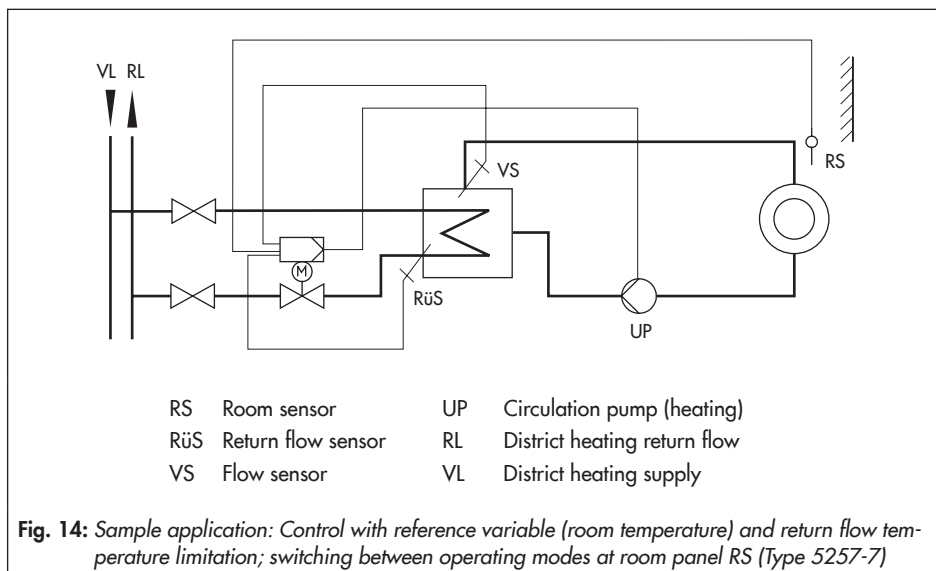 VL RL
RS
VS
M
RüS
UP
RS Room sensor UP Circulation pump (heating)
RüS Return flow sensor RL District heating return flow
VS Flow sensor VL District heating supply
Fig. 14: Sample application: Control with reference variable (room temperature) and return flow tem-
perature limitation; switching between operating modes at room panel RS (Type 5257-7)